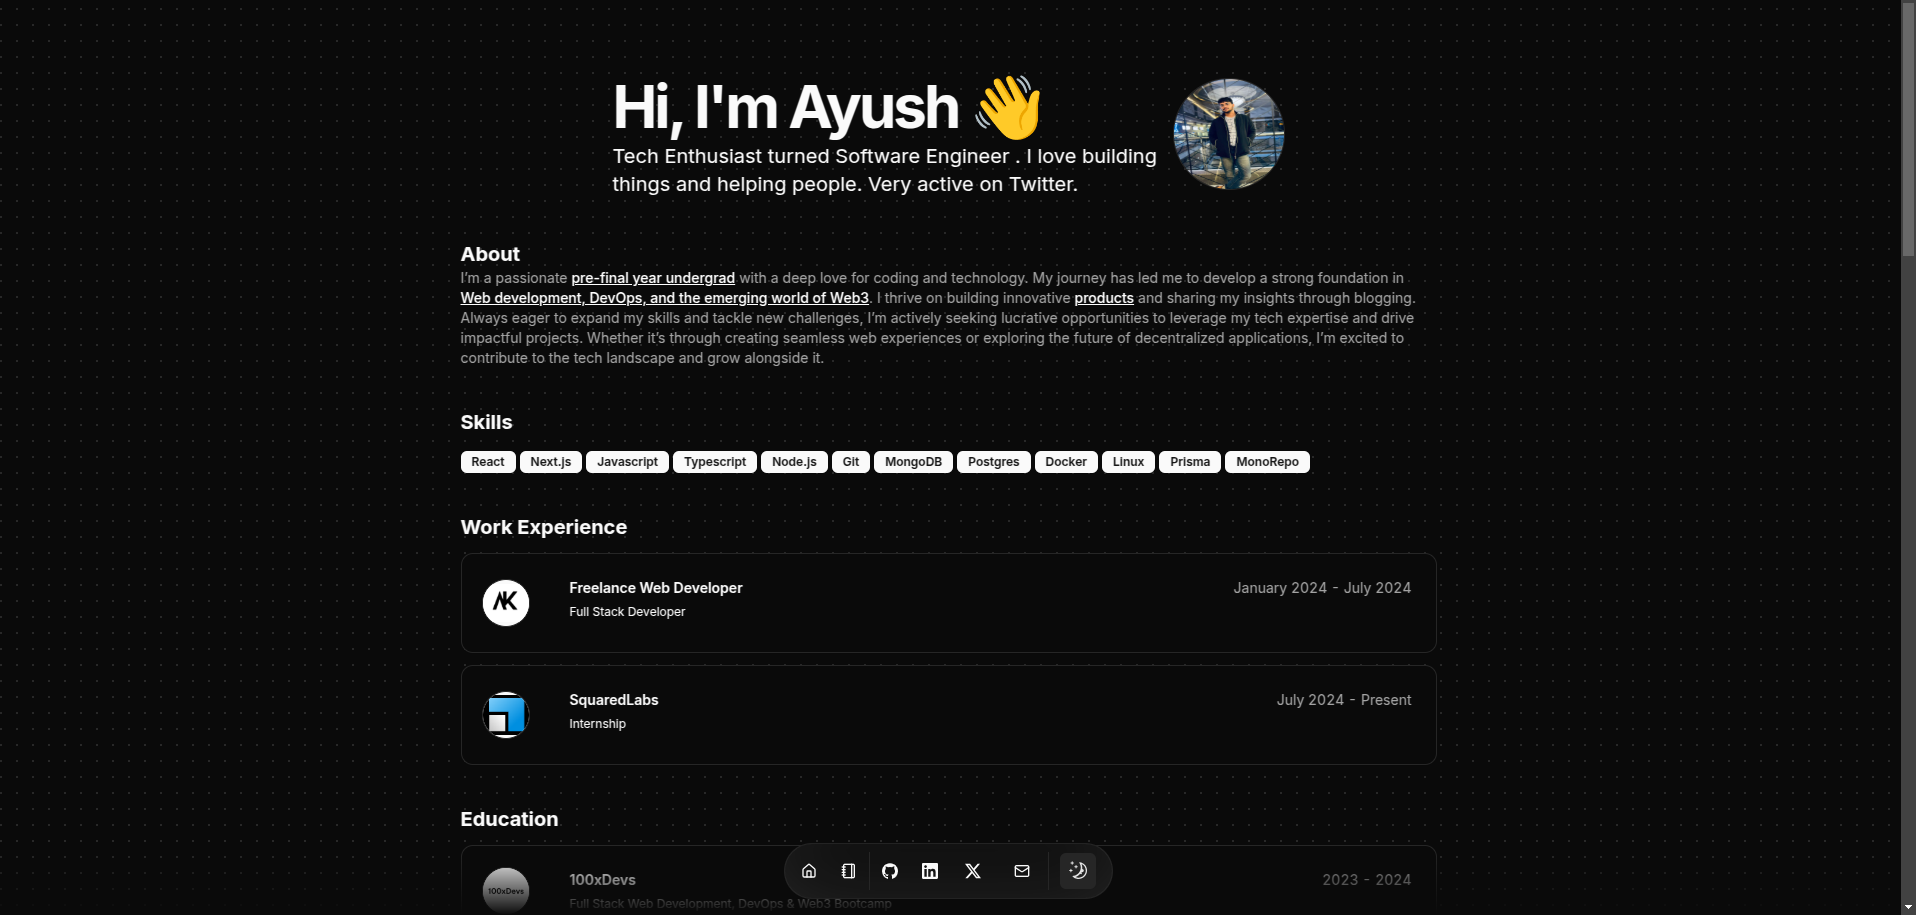 Hi, I'm Ayush 👋
Tech Enthusiast turned Software Engineer . I love building
things and helping people. Very active on Twitter.
About
I'm a passionate pre-final year undergrad with a deep love for coding and technology. My journey has led me to develop a strong foundation in
Web development, DevOps, and the emerging world of Web3. I thrive on building innovative products and sharing my insights through blogging.
Always eager to expand my skills and tackle new challenges, I'm actively seeking lucrative opportunities to leverage my tech expertise and drive
impactful projects. Whether it's through creating seamless web experiences or exploring the future of decentralized applications, I'm excited to
contribute to the tech landscape and grow alongside it.
Skills
React Next.js Javascript Typescript Node.js Git MongoDB Postgres Docker Linux Prisma MonoRepo
Work Experience
AK
Freelance Web Developer January 2024 - July 2024
Full Stack Developer
SquaredLabs July 2024 - Present
Internship
Education
100xDevs
100xDevs 2023 - 2024
Full Stack Web Development, DevOps & Web3 Bootcamp